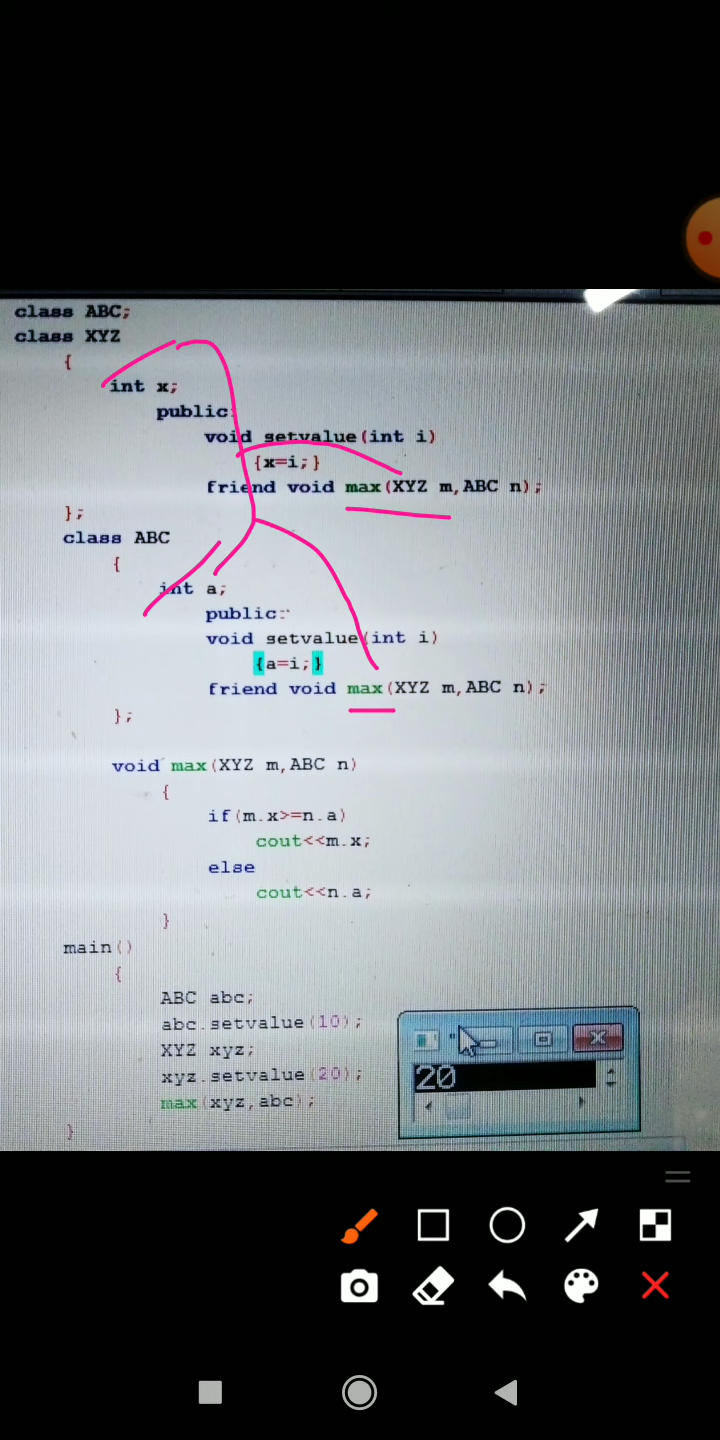 class ABC;
class XYZ
{
int x;
public:
void setvalue(int i)
{x=i;}
friend void max(XYZ m,ABC n);
};
class ABC
{
int a;
public:
void setvalue(int i)
{a=i;}
friend void max(XYZ m,ABC n);
};
void max(XYZ m,ABC n)
{
if(m.x>=n.a)
cout<<m.x;
else
cout<<n.a;
}
main()
{
ABC abc;
abc.setvalue(10);
XYZ xyz;
xyz.setvalue(20);
max(xyz,abc);
}
20